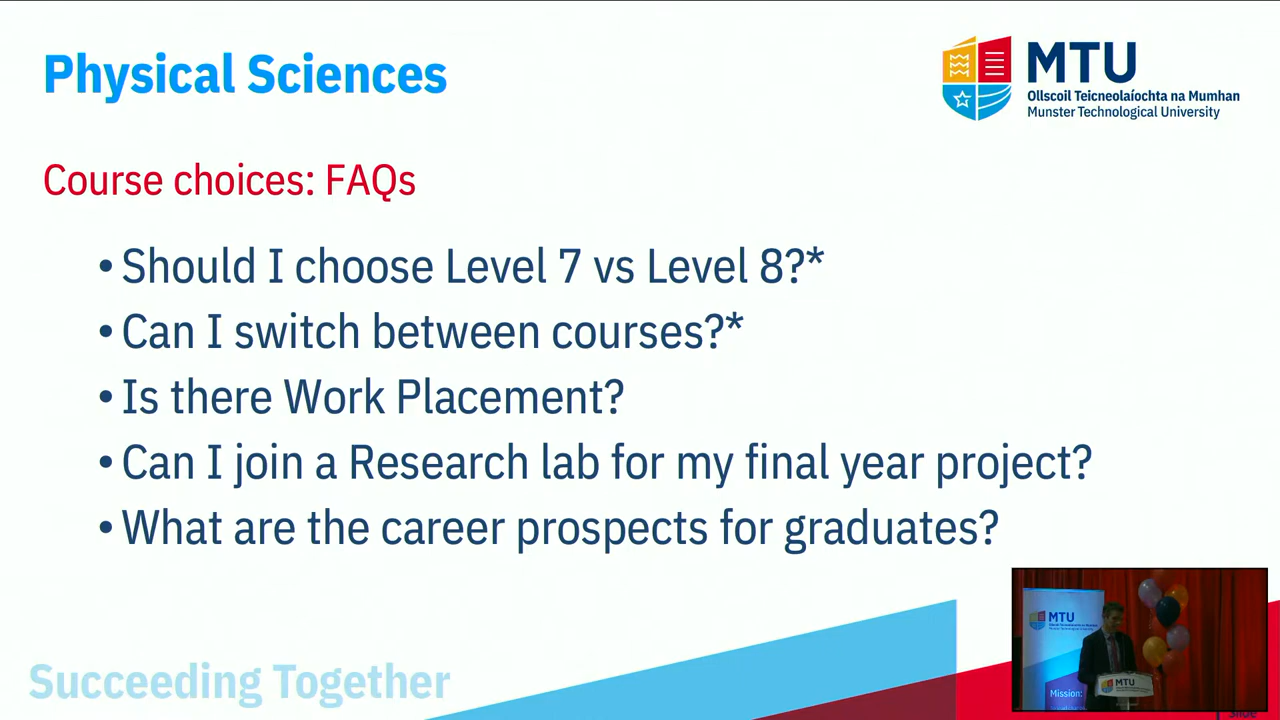 Physical Sciences
MTU
Ollscoil Teicneolaíochta na Mumhan
Munster Technological University
Course choices: FAQs
• Should I choose Level 7 vs Level 8?*
• Can I switch between courses?*
• Is there Work Placement?
• Can I join a Research lab for my final year project?
• What are the career prospects for graduates?
Succeeding Together
MTU
Mission:
MTU
Slide